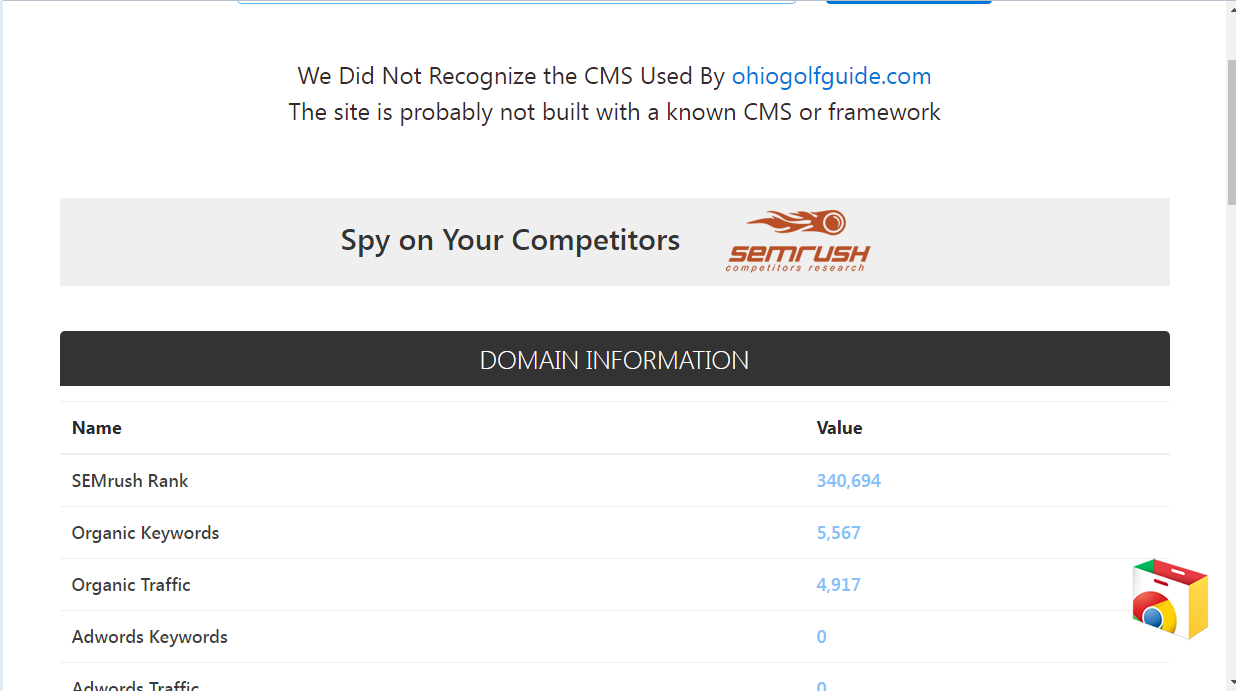 We Did Not Recognize the CMS Used By ohiogolfguide.com
The site is probably not built with a known CMS or framework
Spy on Your Competitors
semrush
competitors research
DOMAIN INFORMATION
Name Value
SEMrush Rank 340,694
Organic Keywords 5,567
Organic Traffic 4,917
Adwords Keywords 0
Adwords Traffic 0